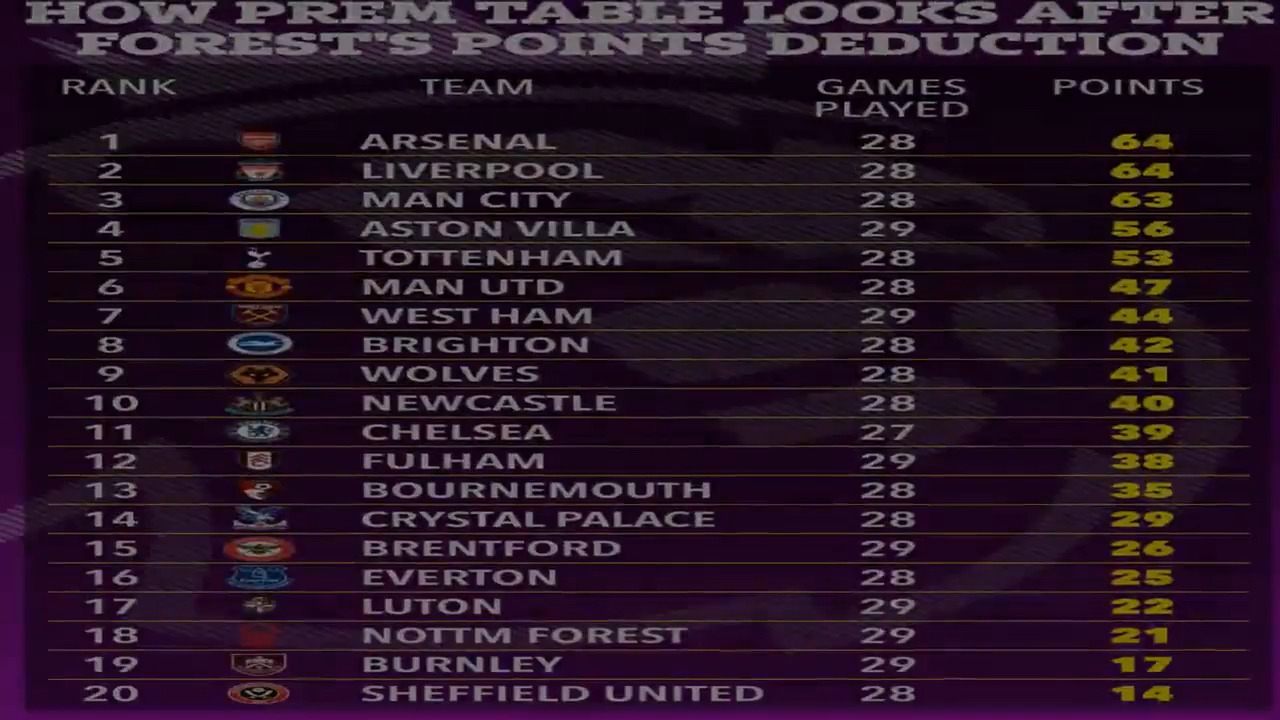 HOW PREM TABLE LOOKS AFTER
FOREST'S POINTS DEDUCTION
RANK TEAM GAMES PLAYED POINTS
1 ARSENAL 28 64
2 LIVERPOOL 28 64
3 MAN CITY 28 63
4 ASTON VILLA 29 56
5 TOTTENHAM 28 53
6 MAN UTD 28 47
7 WEST HAM 29 44
8 BRIGHTON 28 42
9 WOLVES 28 41
10 NEWCASTLE 28 40
11 CHELSEA 27 39
12 FULHAM 29 38
13 BOURNEMOUTH 28 35
14 CRYSTAL PALACE 28 29
15 BRENTFORD 29 26
16 EVERTON 28 25
17 LUTON 29 22
18 NOTTM FOREST 29 21
19 BURNLEY 29 17
20 SHEFFIELD UNITED 28 14